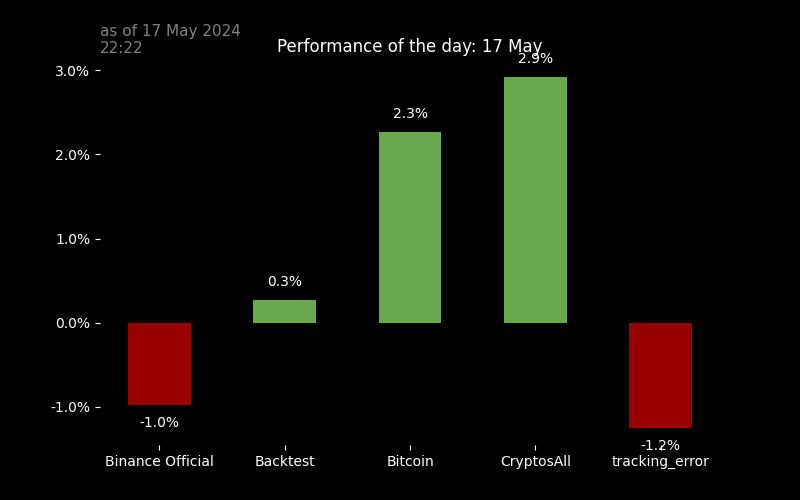 as of 17 May 2024
22:22
Performance of the day: 17 May
3.0%
2.0%
1.0%
0.0%
-1.0%
-1.0%
0.3%
2.3%
2.9%
-1.2%
Binance Official
Backtest
Bitcoin
CryptosAll
tracking_error